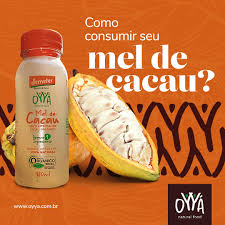 Como
consumir seu
mel de
cacau?
demeter
OYYA
Mel de
Cacau
ORGÂNICO
BRASIL
OYYA
natural food
www.oyya.com.br